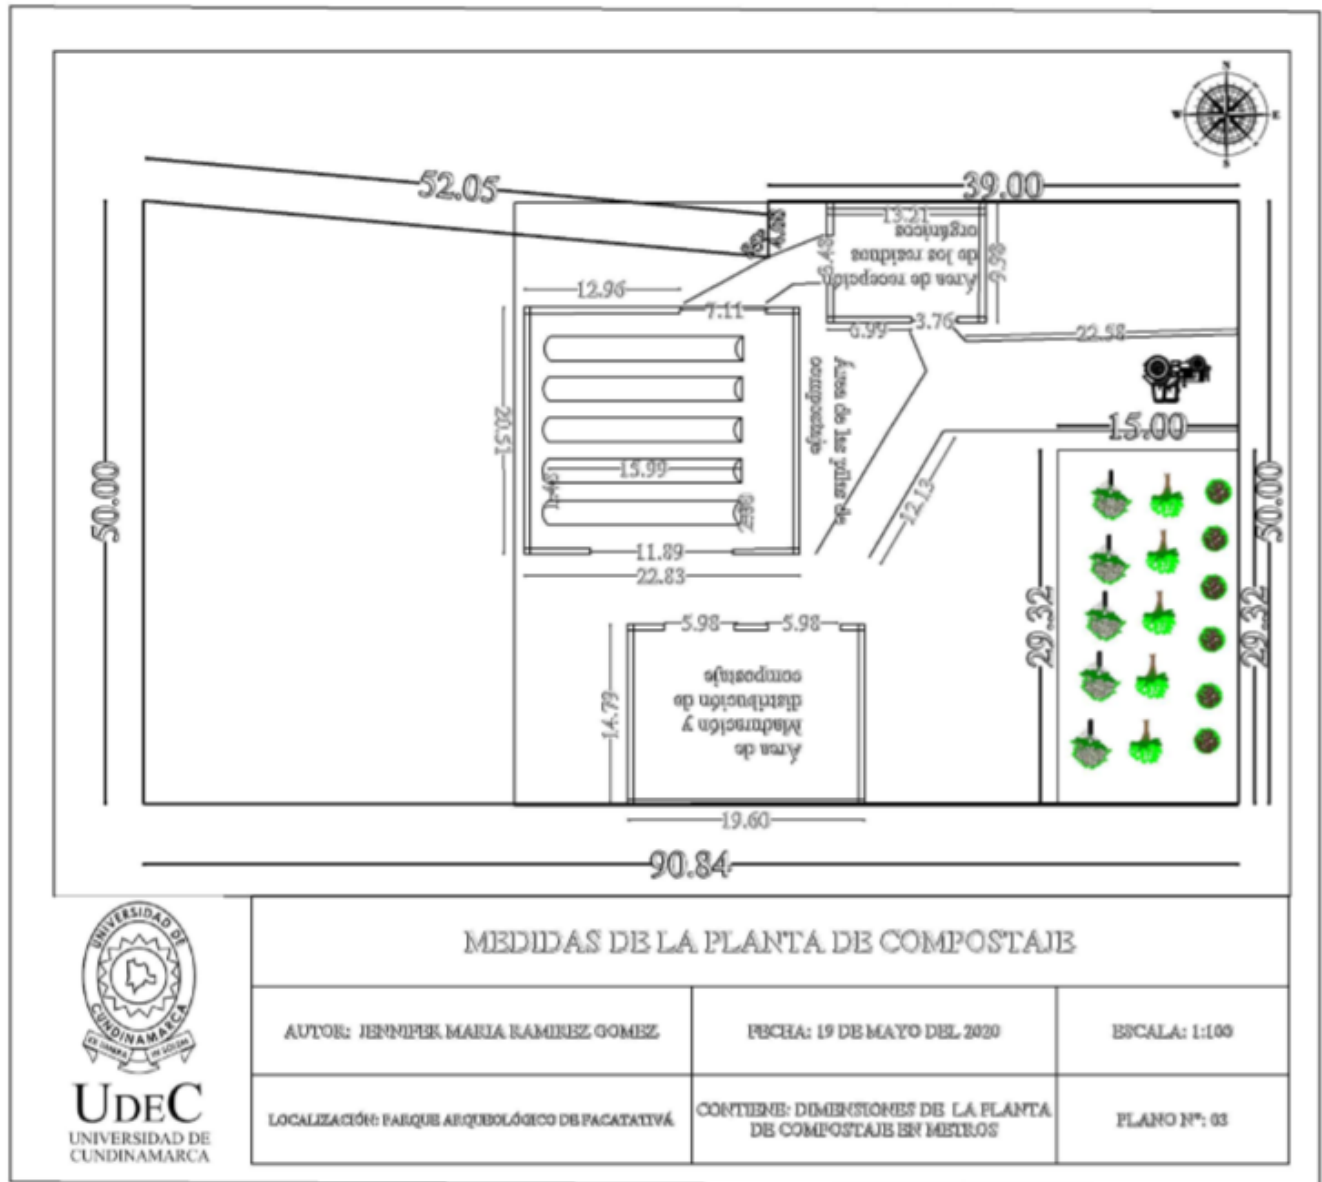 N
W
E
S
52.05
39.00
4.68
13.21
Área de recepción
de los residuos
orgánicos
8.48
9.98
12.96
7.11
6.99
3.76
22.58
20.51
Área de las pilas de
compostaje
15.00
50.00
15.99
1.48
50.00
12.13
11.89
22.83
29.32
29.32
5.98
5.98
14.79
Área de
Maduración y
distribución de
compostaje
19.60
90.84
UNIVERSIDAD DE
CUNDINAMARCA
UDEC
UNIVERSIDAD DE
CUNDINAMARCA
MEDIDAS DE LA PLANTA DE COMPOSTAJE
AUTOR: JENNIFER MARIA RAMIREZ GOMEZ
FECHA: 19 DE MAYO DEL 2020
ESCALA: 1:100
LOCALIZACIÓN: PARQUE ARQUEOLÓGICO DE FACATATIVÁ
CONTIENE: DIMENSIONES DE LA PLANTA
DE COMPOSTAJE EN METROS
PLANO N°: 03